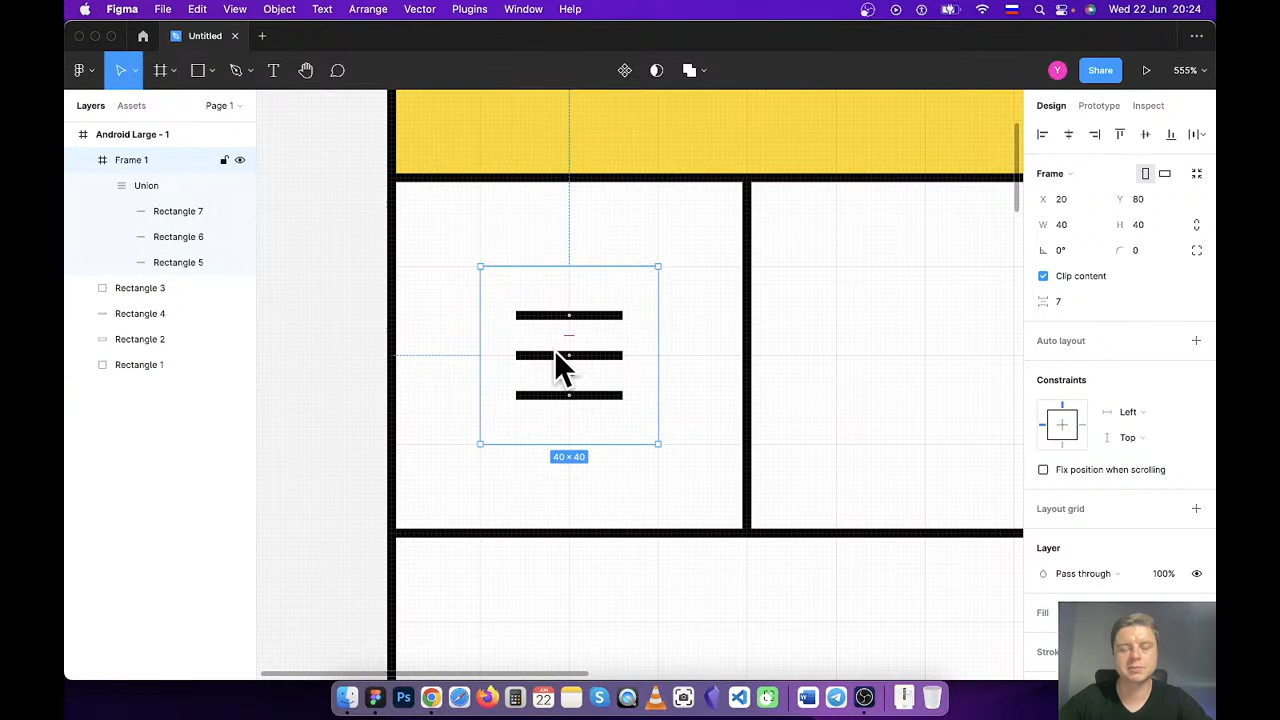 Figma File Edit View Object Text Arrange Vector Plugins Window Help Wed 22 Jun 20:24
Untitled
Y Share 555%
Layers Assets Page 1 Design Prototype Inspect
Android Large - 1
Frame 1 Frame
Union X 20 Y 80
Rectangle 7 W 40 H 40
Rectangle 6 0° 0
Rectangle 5 Clip content
Rectangle 3 7
Rectangle 4
Rectangle 2 Auto layout
Rectangle 1 Constraints
Left
Top
40 × 40
Fix position when scrolling
Layout grid
Layer
Pass through 100%
Fill
JUN
22